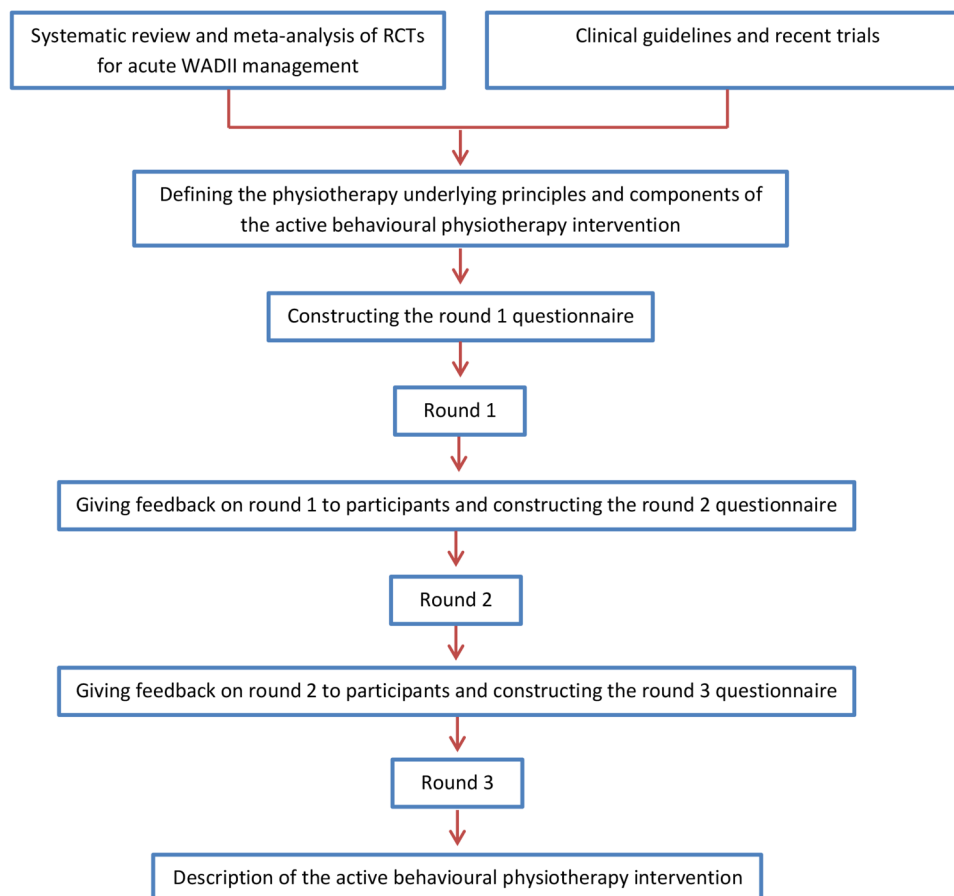 Systematic review and meta-analysis of RCTs
for acute WADII management
Clinical guidelines and recent trials
Defining the physiotherapy underlying principles and components of
the active behavioural physiotherapy intervention
Constructing the round 1 questionnaire
Round 1
Giving feedback on round 1 to participants and constructing the round 2 questionnaire
Round 2
Giving feedback on round 2 to participants and constructing the round 3 questionnaire
Round 3
Description of the active behavioural physiotherapy intervention